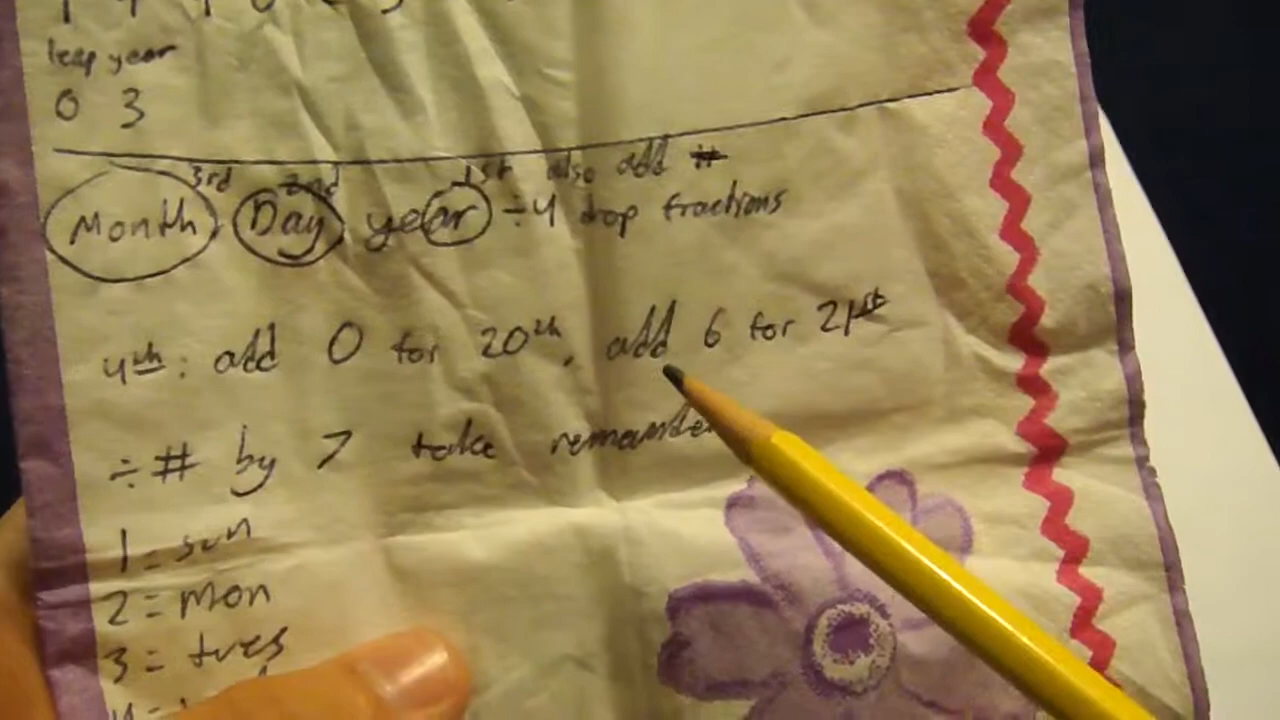 leap year
0 3
3rd 2nd 1st also add #
Month Day year ÷4 drop fractions
4th: add 0 for 20th, add 6 for 21st
÷ # by 7 take
1 = sun
2 = mon
3 = tues